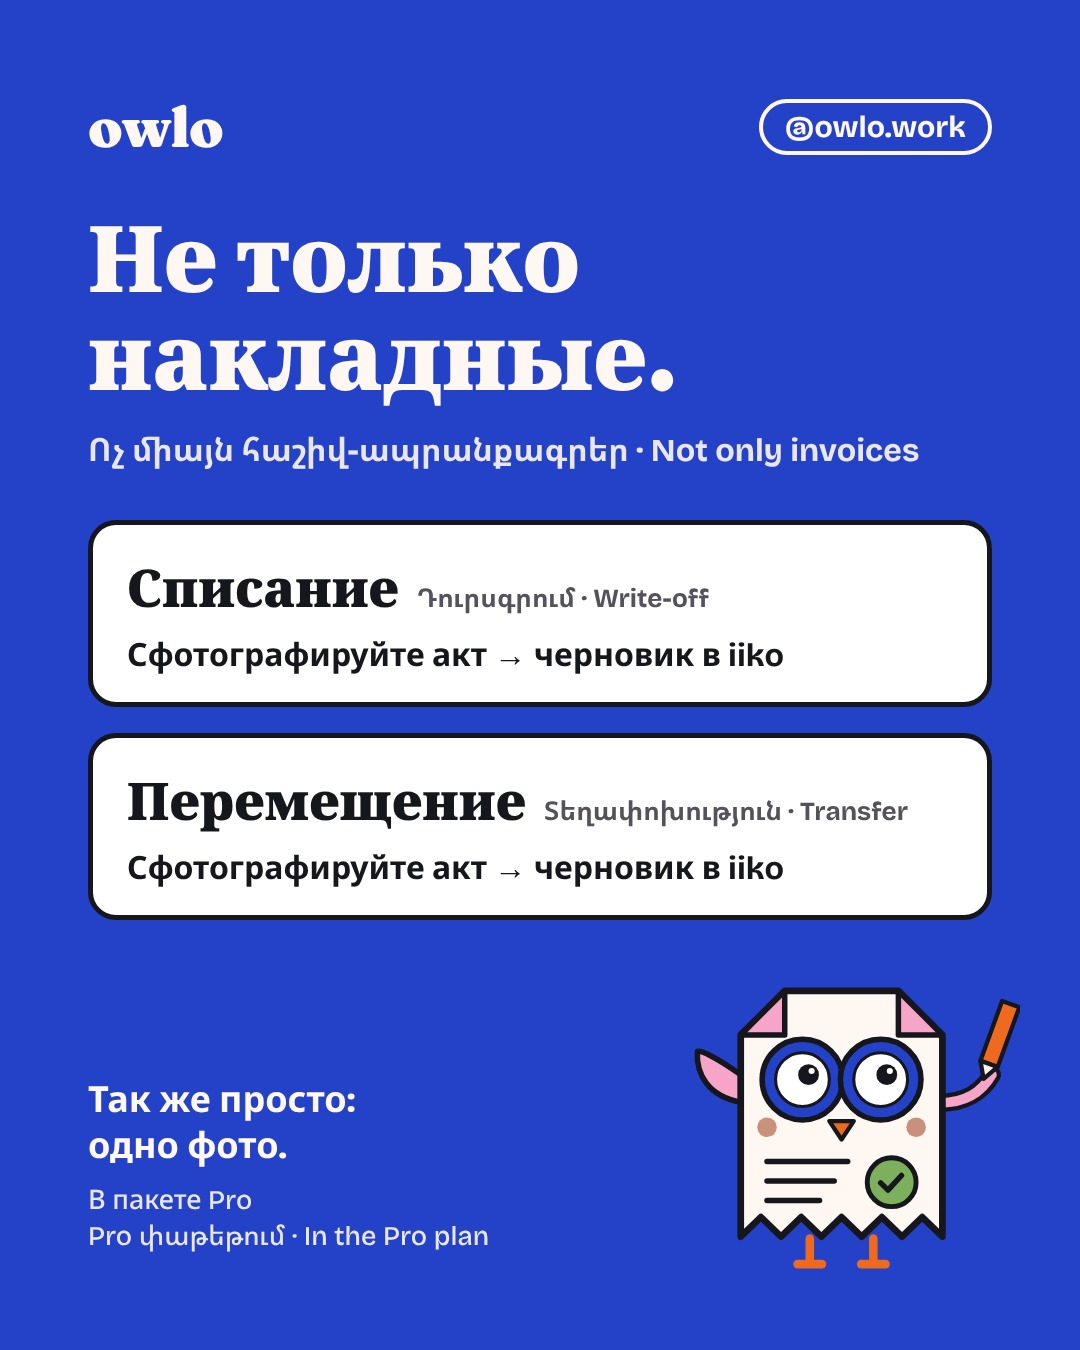 owlo
@owlo.work
Не только
накладные.
Ոչ միայն հաշիվ-ապրանքագրեր · Not only invoices
Списание Դուրսգրում · Write-off
Сфотографируйте акт → черновик в iiko
Перемещение Տեղափոխություն · Transfer
Сфотографируйте акт → черновик в iiko
Так же просто:
одно фото.
В пакете Pro
Pro փաթեթում · In the Pro plan